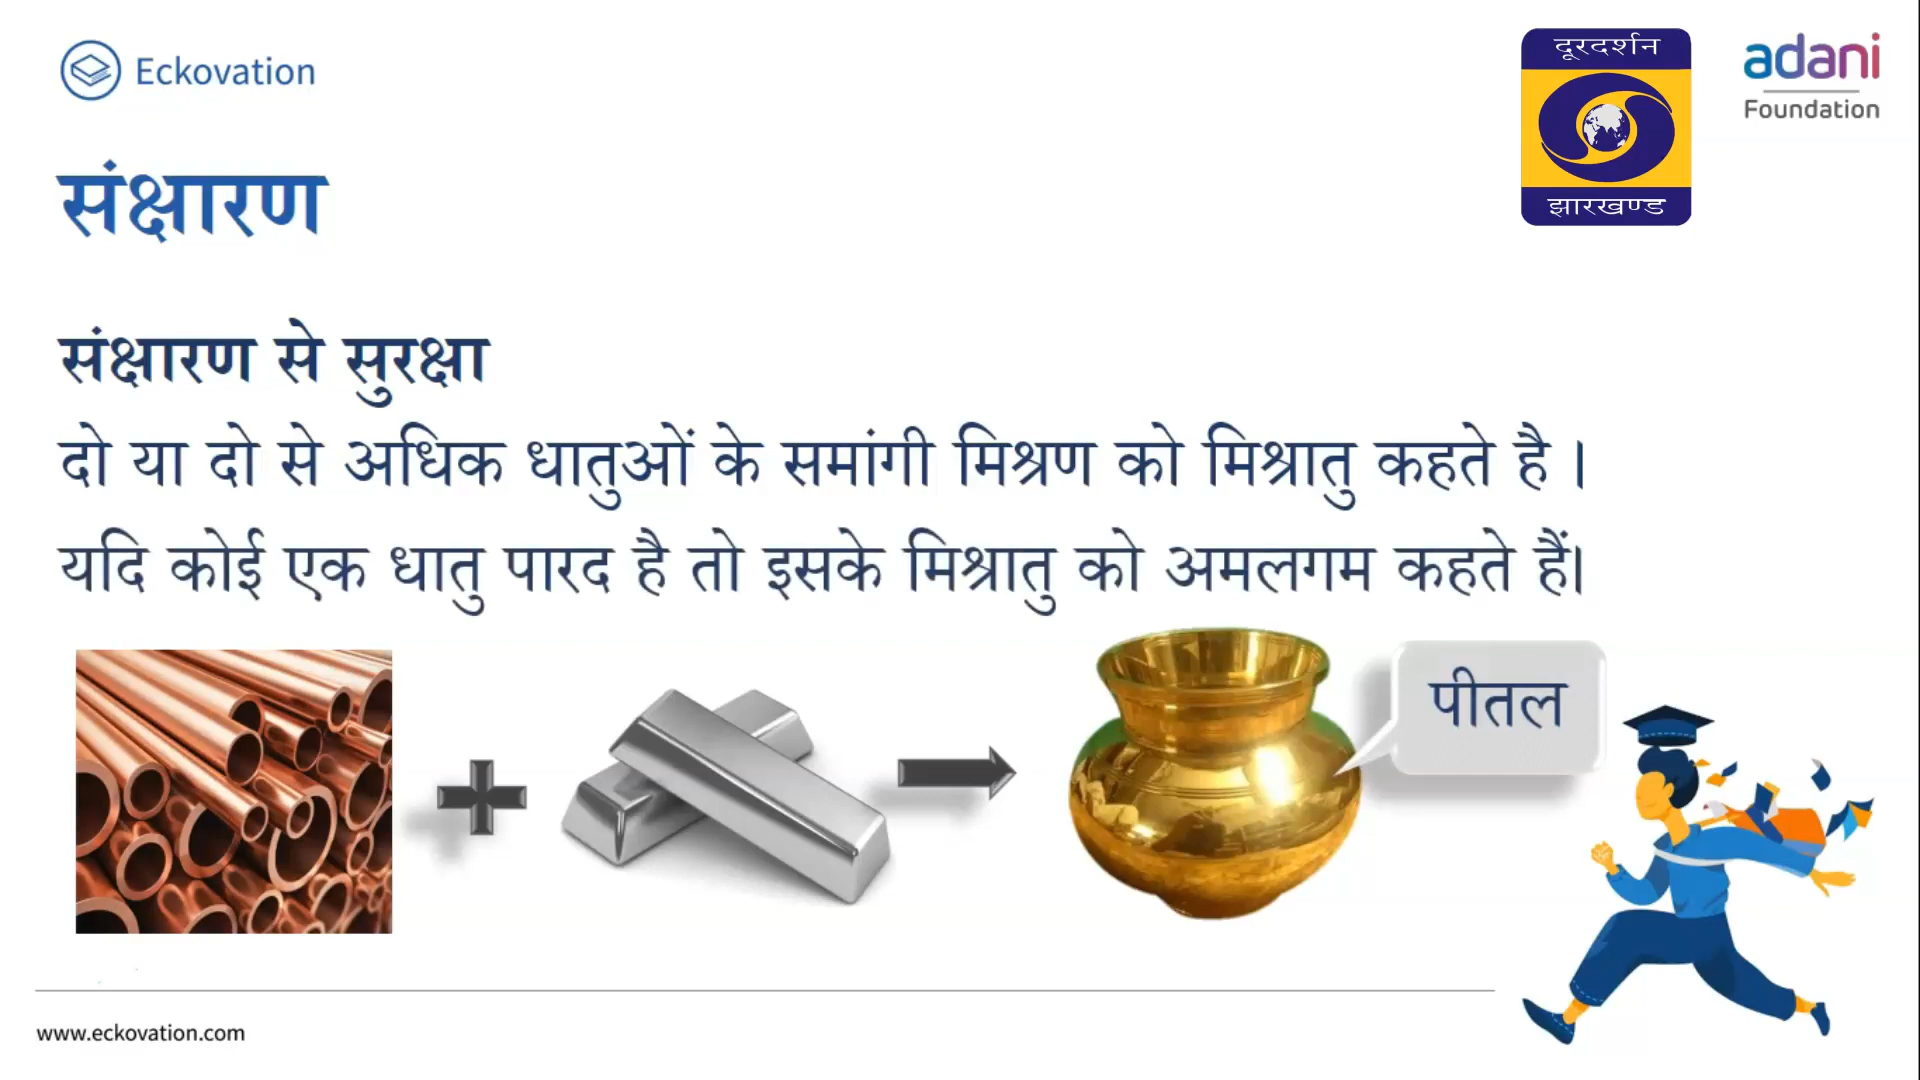 Eckovation
दूरदर्शन
झारखण्ड
adani
Foundation
संक्षारण
संक्षारण से सुरक्षा
दो या दो से अधिक धातुओं के समांगी मिश्रण को मिश्रातु कहते है ।
यदि कोई एक धातु पारद है तो इसके मिश्रातु को अमलगम कहते हैं।
पीतल
www.eckovation.com